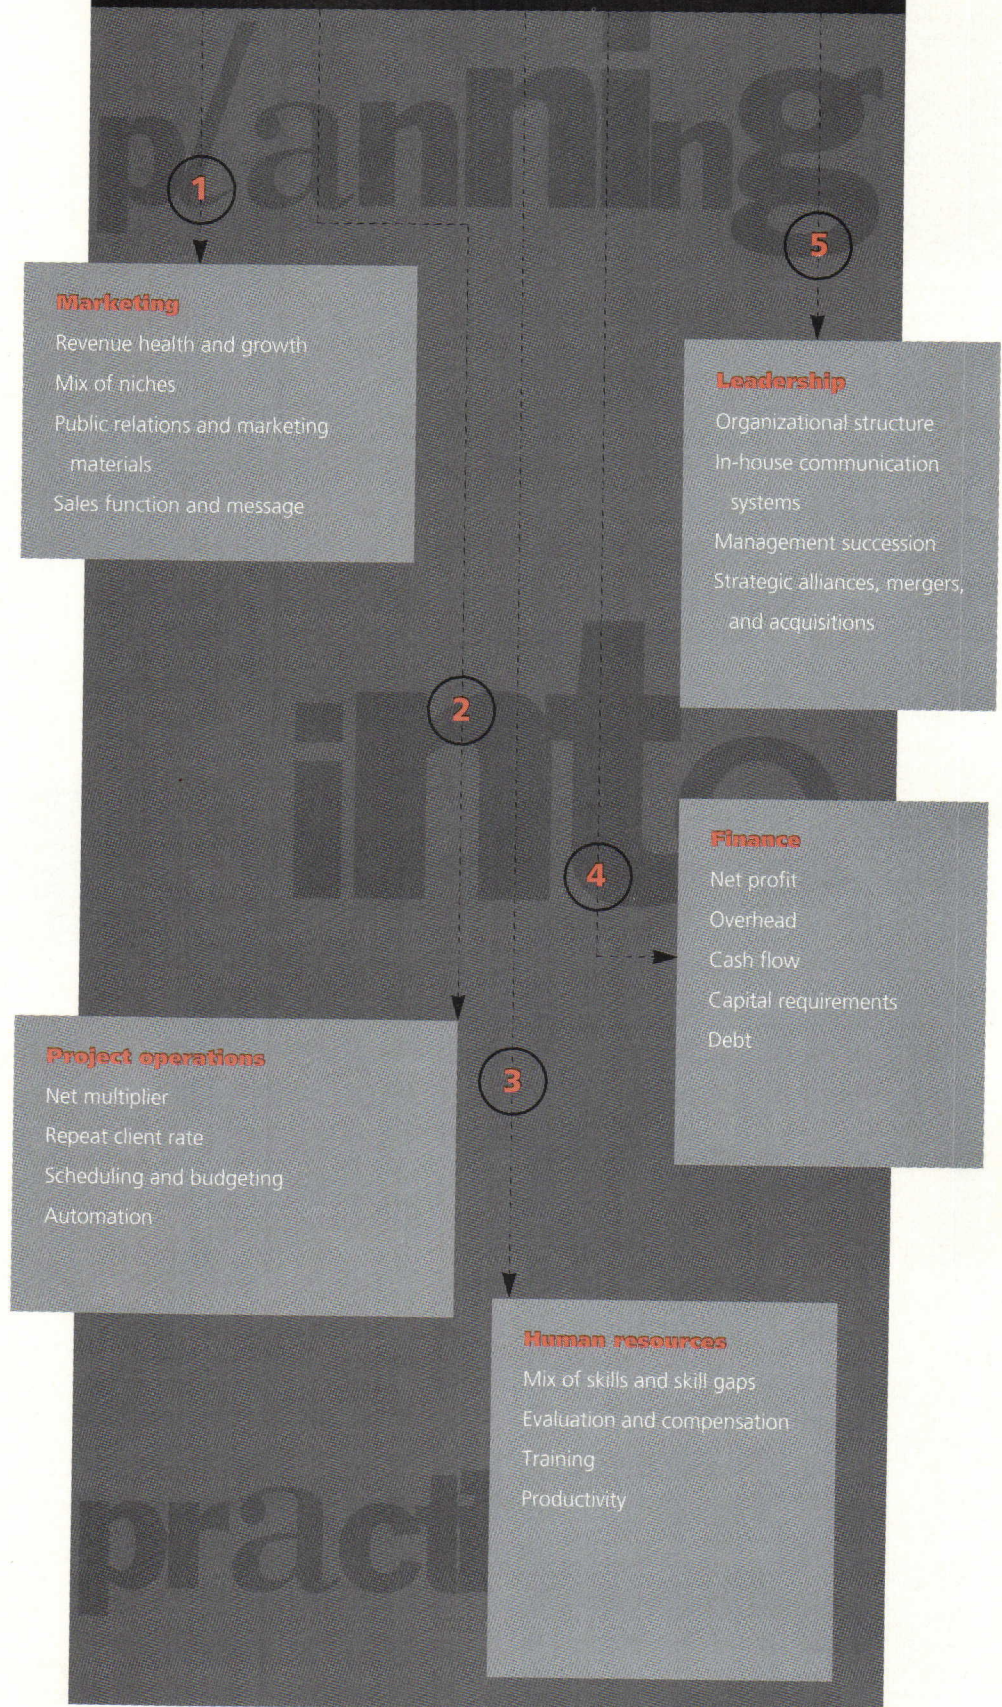 planning
1
Marketing
Revenue health and growth
Mix of niches
Public relations and marketing
materials
Sales function and message
5
Leadership
Organizational structure
In-house communication
systems
Management succession
Strategic alliances, mergers,
and acquisitions
into
2
4
Finance
Net profit
Overhead
Cash flow
Capital requirements
Debt
Project operations
Net multiplier
Repeat client rate
Scheduling and budgeting
Automation
3
Human resources
Mix of skills and skill gaps
Evaluation and compensation
Training
Productivity